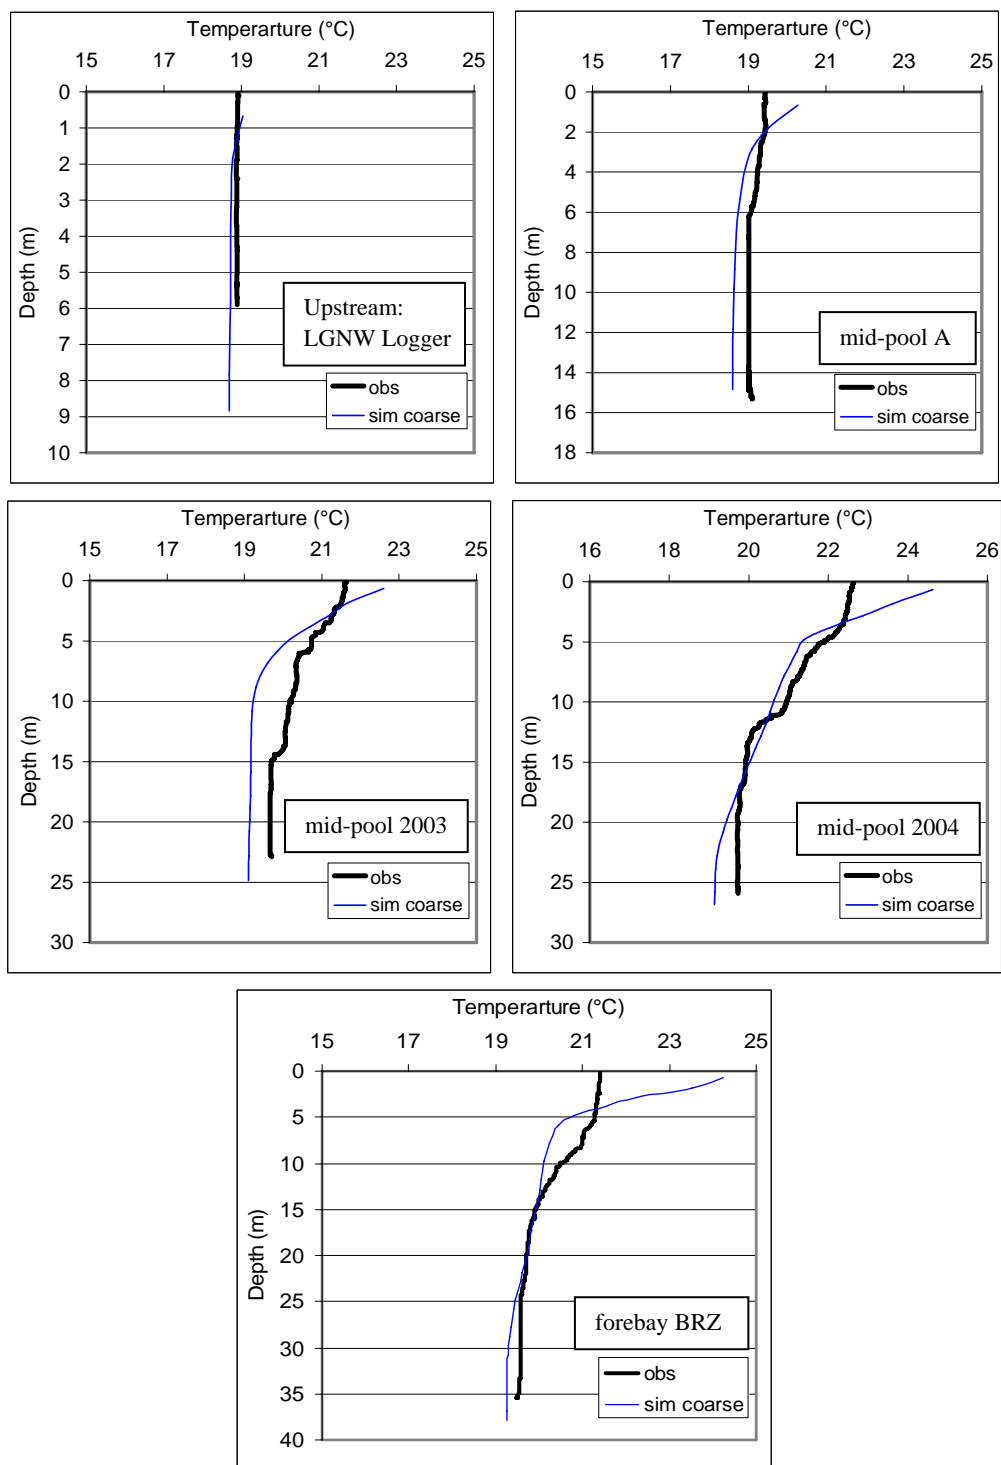 Temperarture (°C)
15 17 19 21 23 25
0
1
2
3
4
5
6
7
8
9
10
Depth (m)
Upstream:
LGNW Logger
obs
sim coarse
Temperarture (°C)
15 17 19 21 23 25
0
2
4
6
8
10
12
14
16
18
Depth (m)
mid-pool A
obs
sim coarse
Temperarture (°C)
15 17 19 21 23 25
0
5
10
15
20
25
30
Depth (m)
mid-pool 2003
obs
sim coarse
Temperarture (°C)
16 18 20 22 24 26
0
5
10
15
20
25
30
Depth (m)
mid-pool 2004
obs
sim coarse
Temperarture (°C)
15 17 19 21 23 25
0
5
10
15
20
25
30
35
40
Depth (m)
forebay BRZ
obs
sim coarse